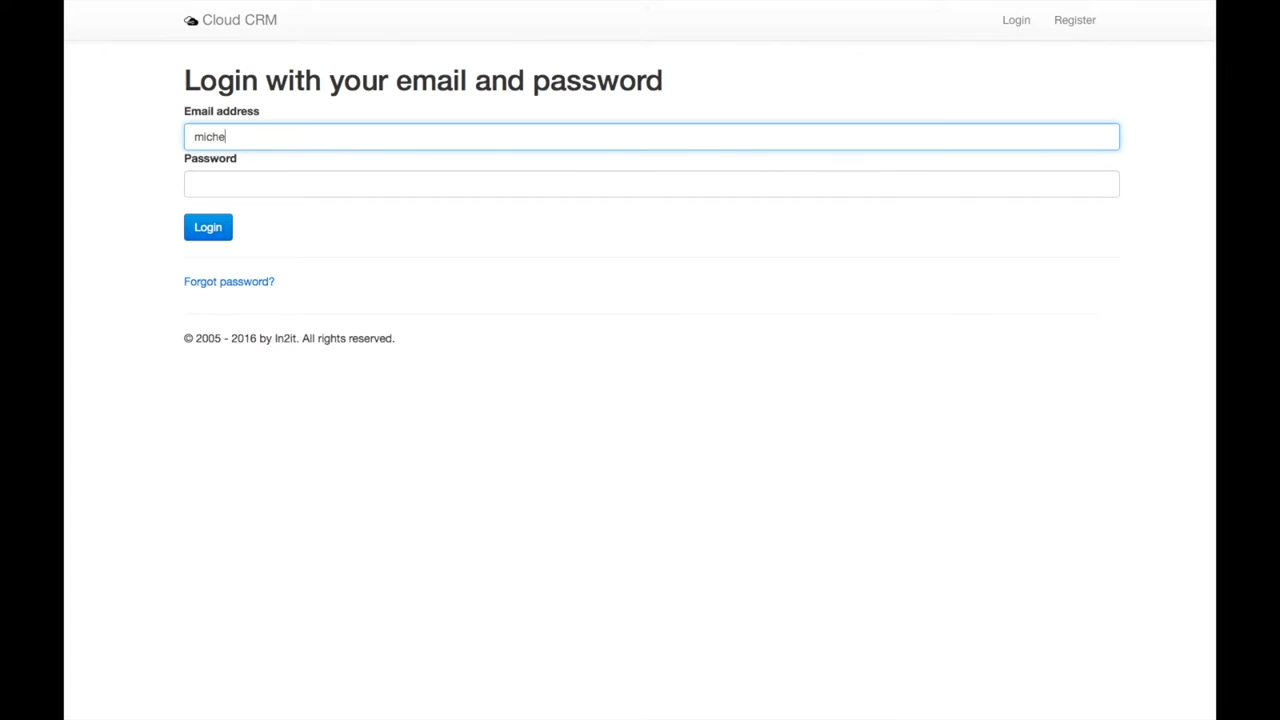 Cloud CRM Login Register
Login with your email and password
Email address
miche
Password
Login
Forgot password?
© 2005 - 2016 by In2it. All rights reserved.